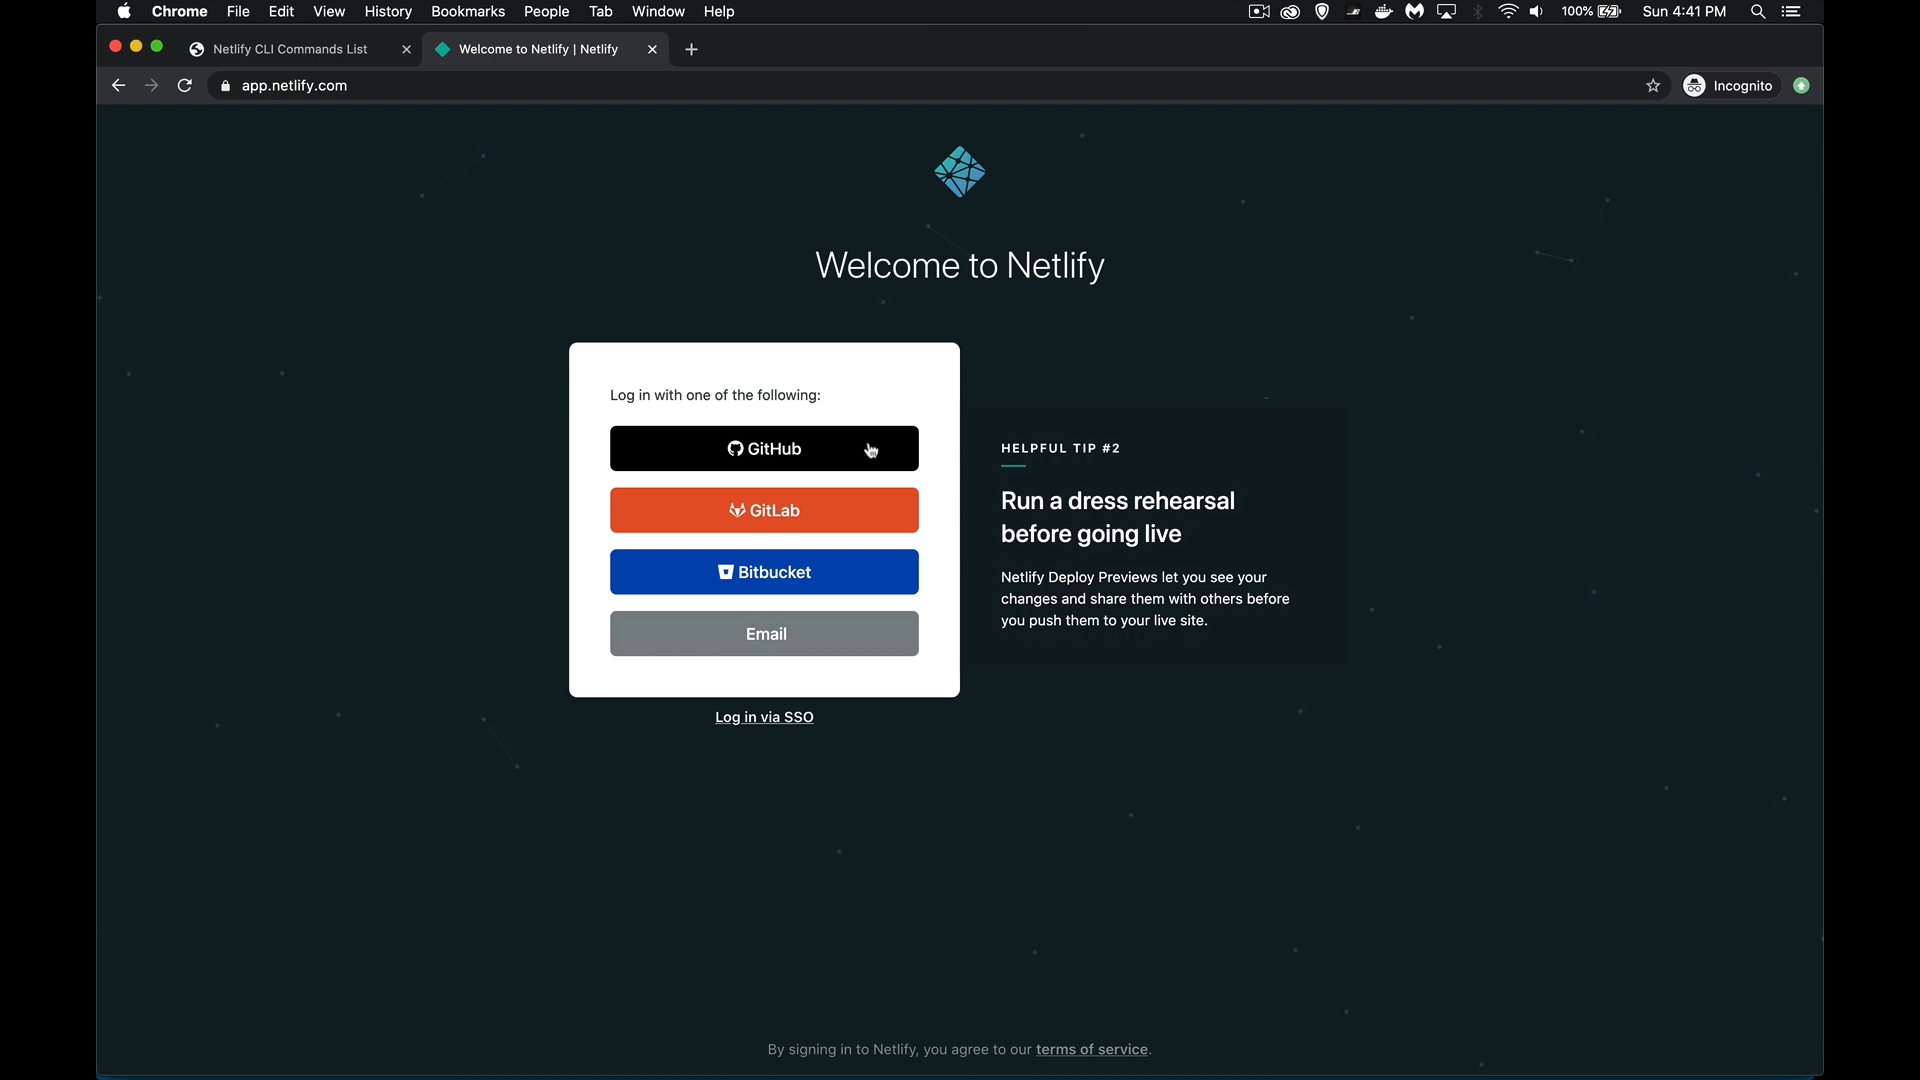 Chrome File Edit View History Bookmarks People Tab Window Help 100% Sun 4:41 PM
Netlify CLI Commands List Welcome to Netlify | Netlify
app.netlify.com Incognito
Welcome to Netlify
Log in with one of the following:
GitHub
GitLab
Bitbucket
Email
Log in via SSO
HELPFUL TIP #2
Run a dress rehearsal
before going live
Netlify Deploy Previews let you see your
changes and share them with others before
you push them to your live site.
By signing in to Netlify, you agree to our terms of service.